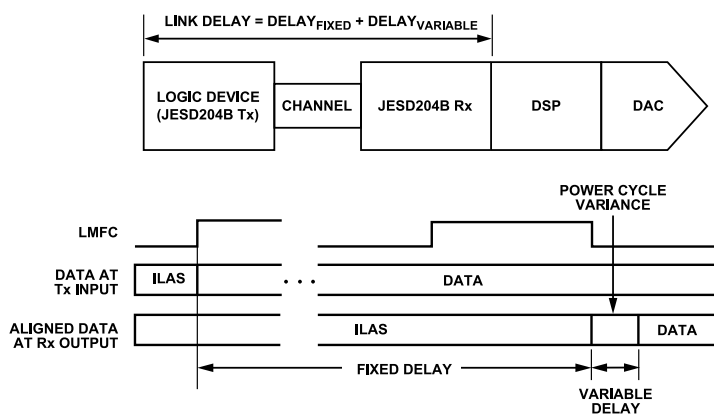 LINK DELAY = DELAYFIXED + DELAYVARIABLE
LOGIC DEVICE
(JESD204B Tx)
CHANNEL
JESD204B Rx
DSP
DAC
POWER CYCLE
VARIANCE
LMFC
DATA AT
Tx INPUT
ILAS
DATA
ALIGNED DATA
AT Rx OUTPUT
ILAS
DATA
FIXED DELAY
VARIABLE
DELAY